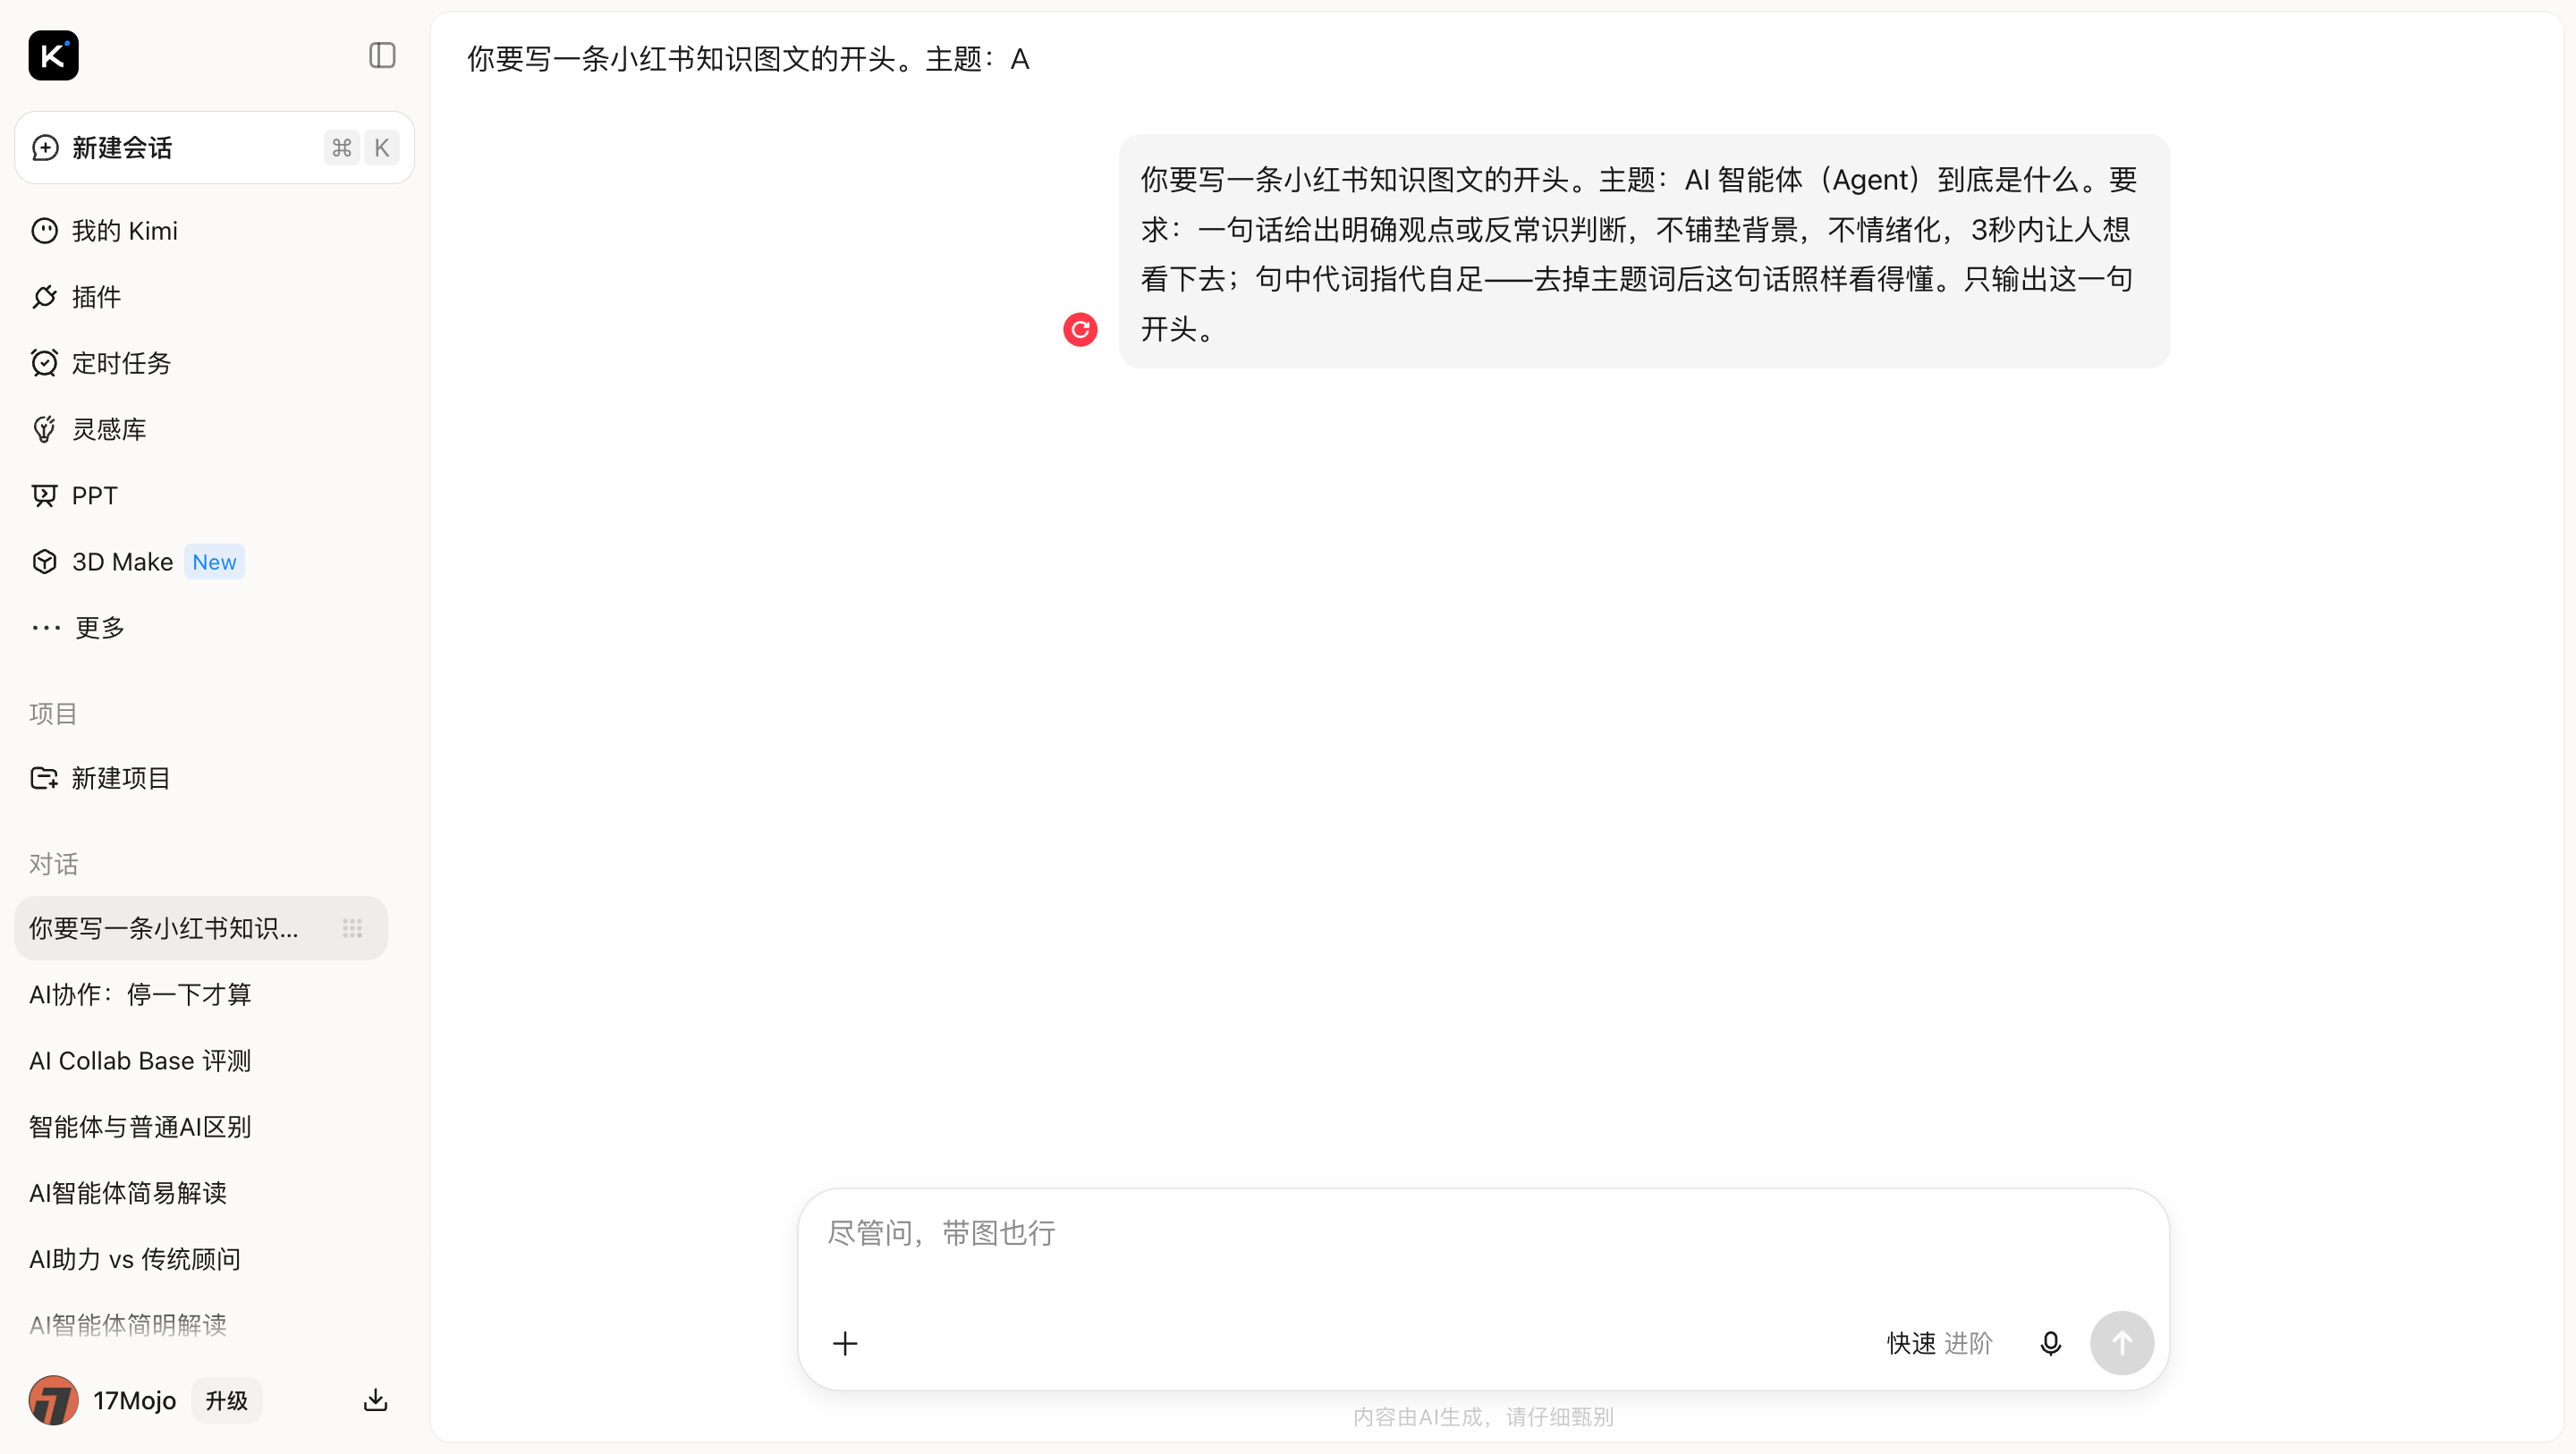 K
新建会话 ⌘ K
我的 Kimi
插件
定时任务
灵感库
PPT
3D Make New
更多
项目
新建项目
对话
你要写一条小红书知识...
AI协作：停一下才算
AI Collab Base 评测
智能体与普通AI区别
AI智能体简易解读
AI助力 vs 传统顾问
AI智能体简明解读
17Mojo 升级
你要写一条小红书知识图文的开头。主题：A
你要写一条小红书知识图文的开头。主题：AI 智能体（Agent）到底是什么。要
求：一句话给出明确观点或反常识判断，不铺垫背景，不情绪化，3秒内让人想
看下去；句中代词指代自足——去掉主题词后这句话照样看得懂。只输出这一句
开头。
尽管问，带图也行
快速 进阶
内容由AI生成，请仔细甄别